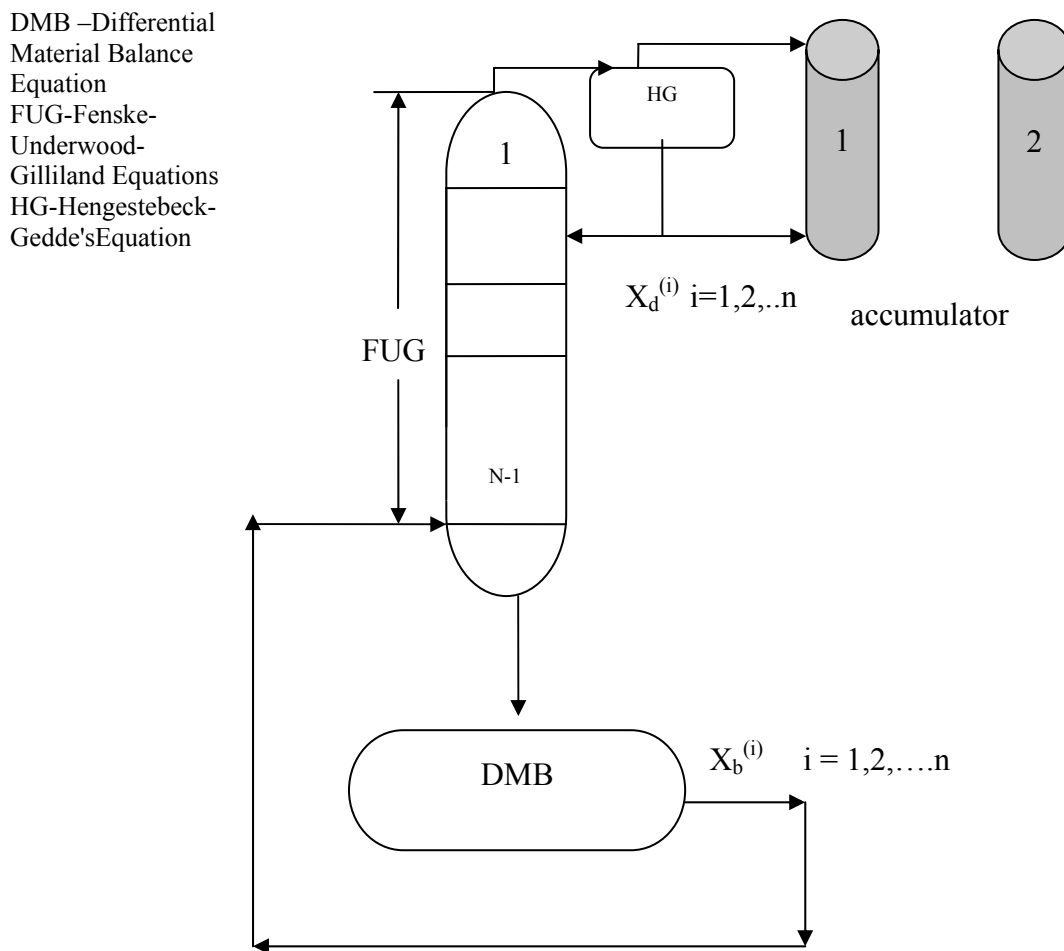 DMB –Differential
Material Balance
Equation
FUG-Fenske-
Underwood-
Gilliland Equations
HG-Hengestebeck-
Gedde'sEquation
HG
1
1
2
X_d^(i) i=1,2,..n
accumulator
FUG
N-1
DMB
X_b^(i) i = 1,2,….n